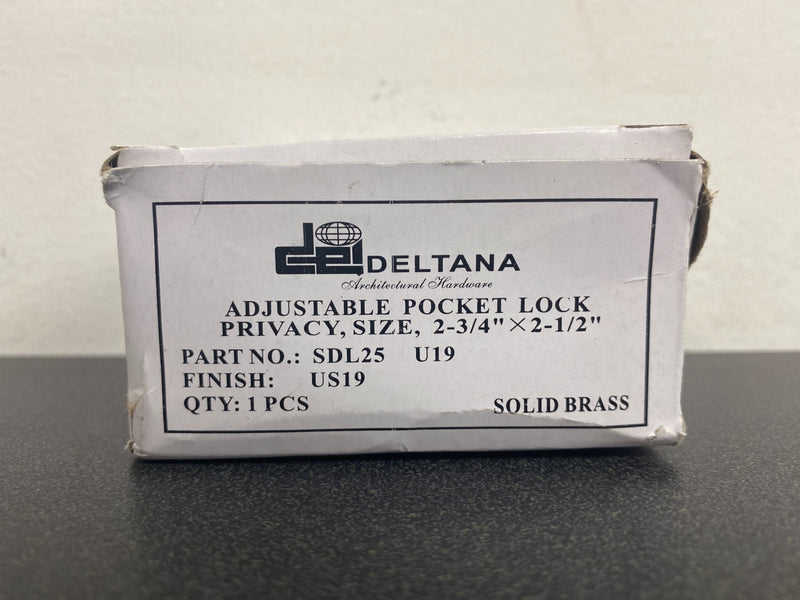 del DELTANA
Architectural Hardware
ADJUSTABLE POCKET LOCK
PRIVACY, SIZE, 2-3/4"×2-1/2"
PART NO.: SDL25 U19
FINISH: US19
QTY: 1 PCS SOLID BRASS